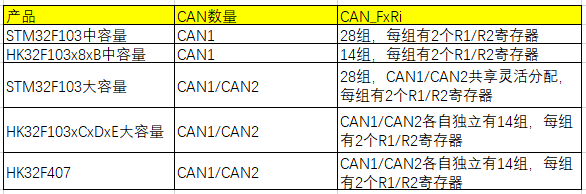 产品 CAN数量 CAN_FxRi
STM32F103中容量 CAN1 28组，每组有2个R1/R2寄存器
HK32F103x8xB中容量 CAN1 14组，每组有2个R1/R2寄存器
STM32F103大容量 CAN1/CAN2 28组，CAN1/CAN2共享灵活分配，
每组有2个R1/R2寄存器
HK32F103xCxDxE大容量 CAN1/CAN2 CAN1/CAN2各自独立有14组，每组
有2个R1/R2寄存器
HK32F407 CAN1/CAN2 CAN1/CAN2各自独立有14组，每组
有2个R1/R2寄存器